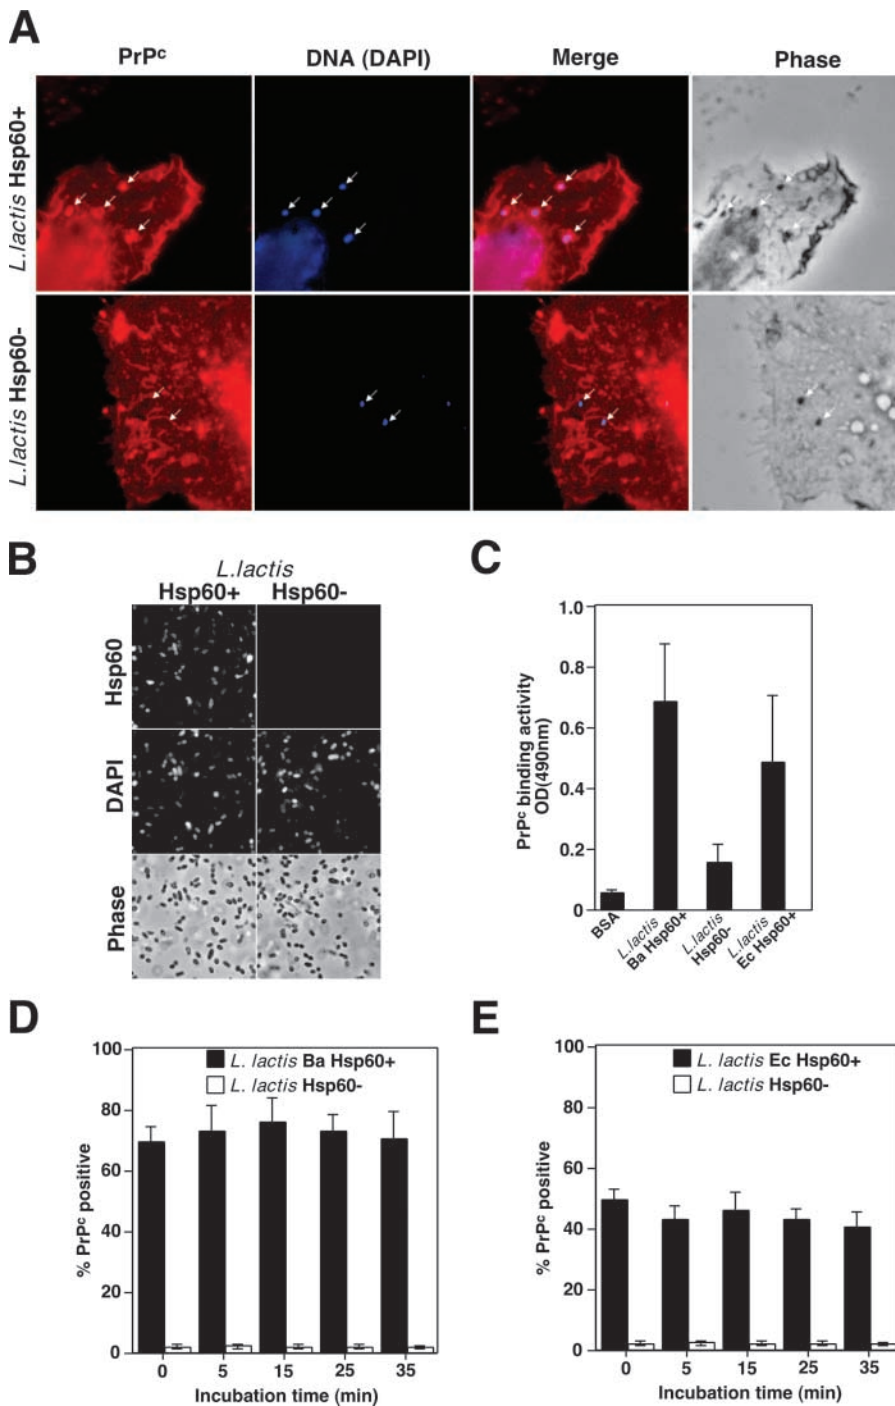 A
PrPc DNA (DAPI) Merge Phase
L.lactis Hsp60+
L.lactis Hsp60-
B
L.lactis
Hsp60+ Hsp60-
Hsp60
DAPI
Phase
C
PrPc binding activity
OD(490nm)
1.0
0.8
0.6
0.4
0.2
0
BSA
L.lactis
Ba Hsp60+
L.lactis
Hsp60-
L.lactis
Ec Hsp60+
D
L. lactis Ba Hsp60+
L. lactis Hsp60-
% PrPc positive
100
80
60
40
20
0
0 5 15 25 35
Incubation time (min)
E
L. lactis Ec Hsp60+
L. lactis Hsp60-
% PrPc positive
100
80
60
40
20
0
0 5 15 25 35
Incubation time (min)